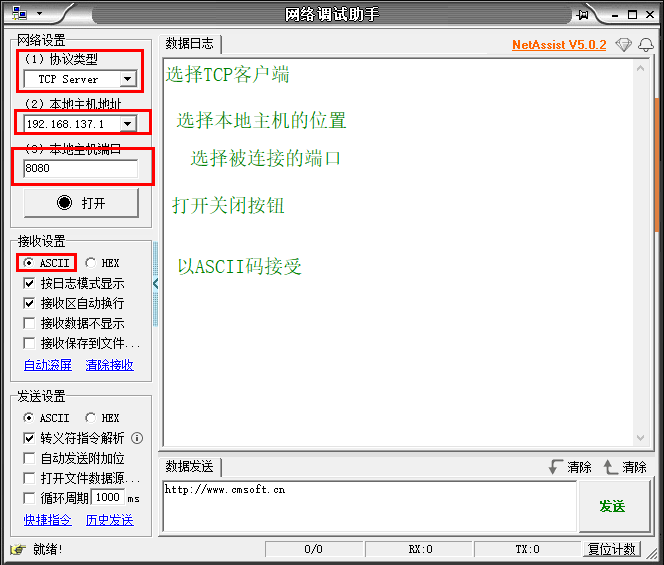 网络调试助手
网络设置
(1) 协议类型
TCP Server
(2) 本地主机地址
192.168.137.1
(3) 本地主机端口
8080
打开
接收设置
ASCII HEX
按日志模式显示
接收区自动换行
接收数据不显示
接收保存到文件...
自动滚屏 清除接收
发送设置
ASCII HEX
转义符指令解析
自动发送附加位
打开文件数据源...
循环周期 1000 ms
快捷指令 历史发送
数据日志 NetAssist V5.0.2
选择TCP客户端
选择本地主机的位置
选择被连接的端口
打开关闭按钮
以ASCII码接受
数据发送 清除 清除
http://www.cmsoft.cn
发送
就绪! 0/0 RX:0 TX:0 复位计数